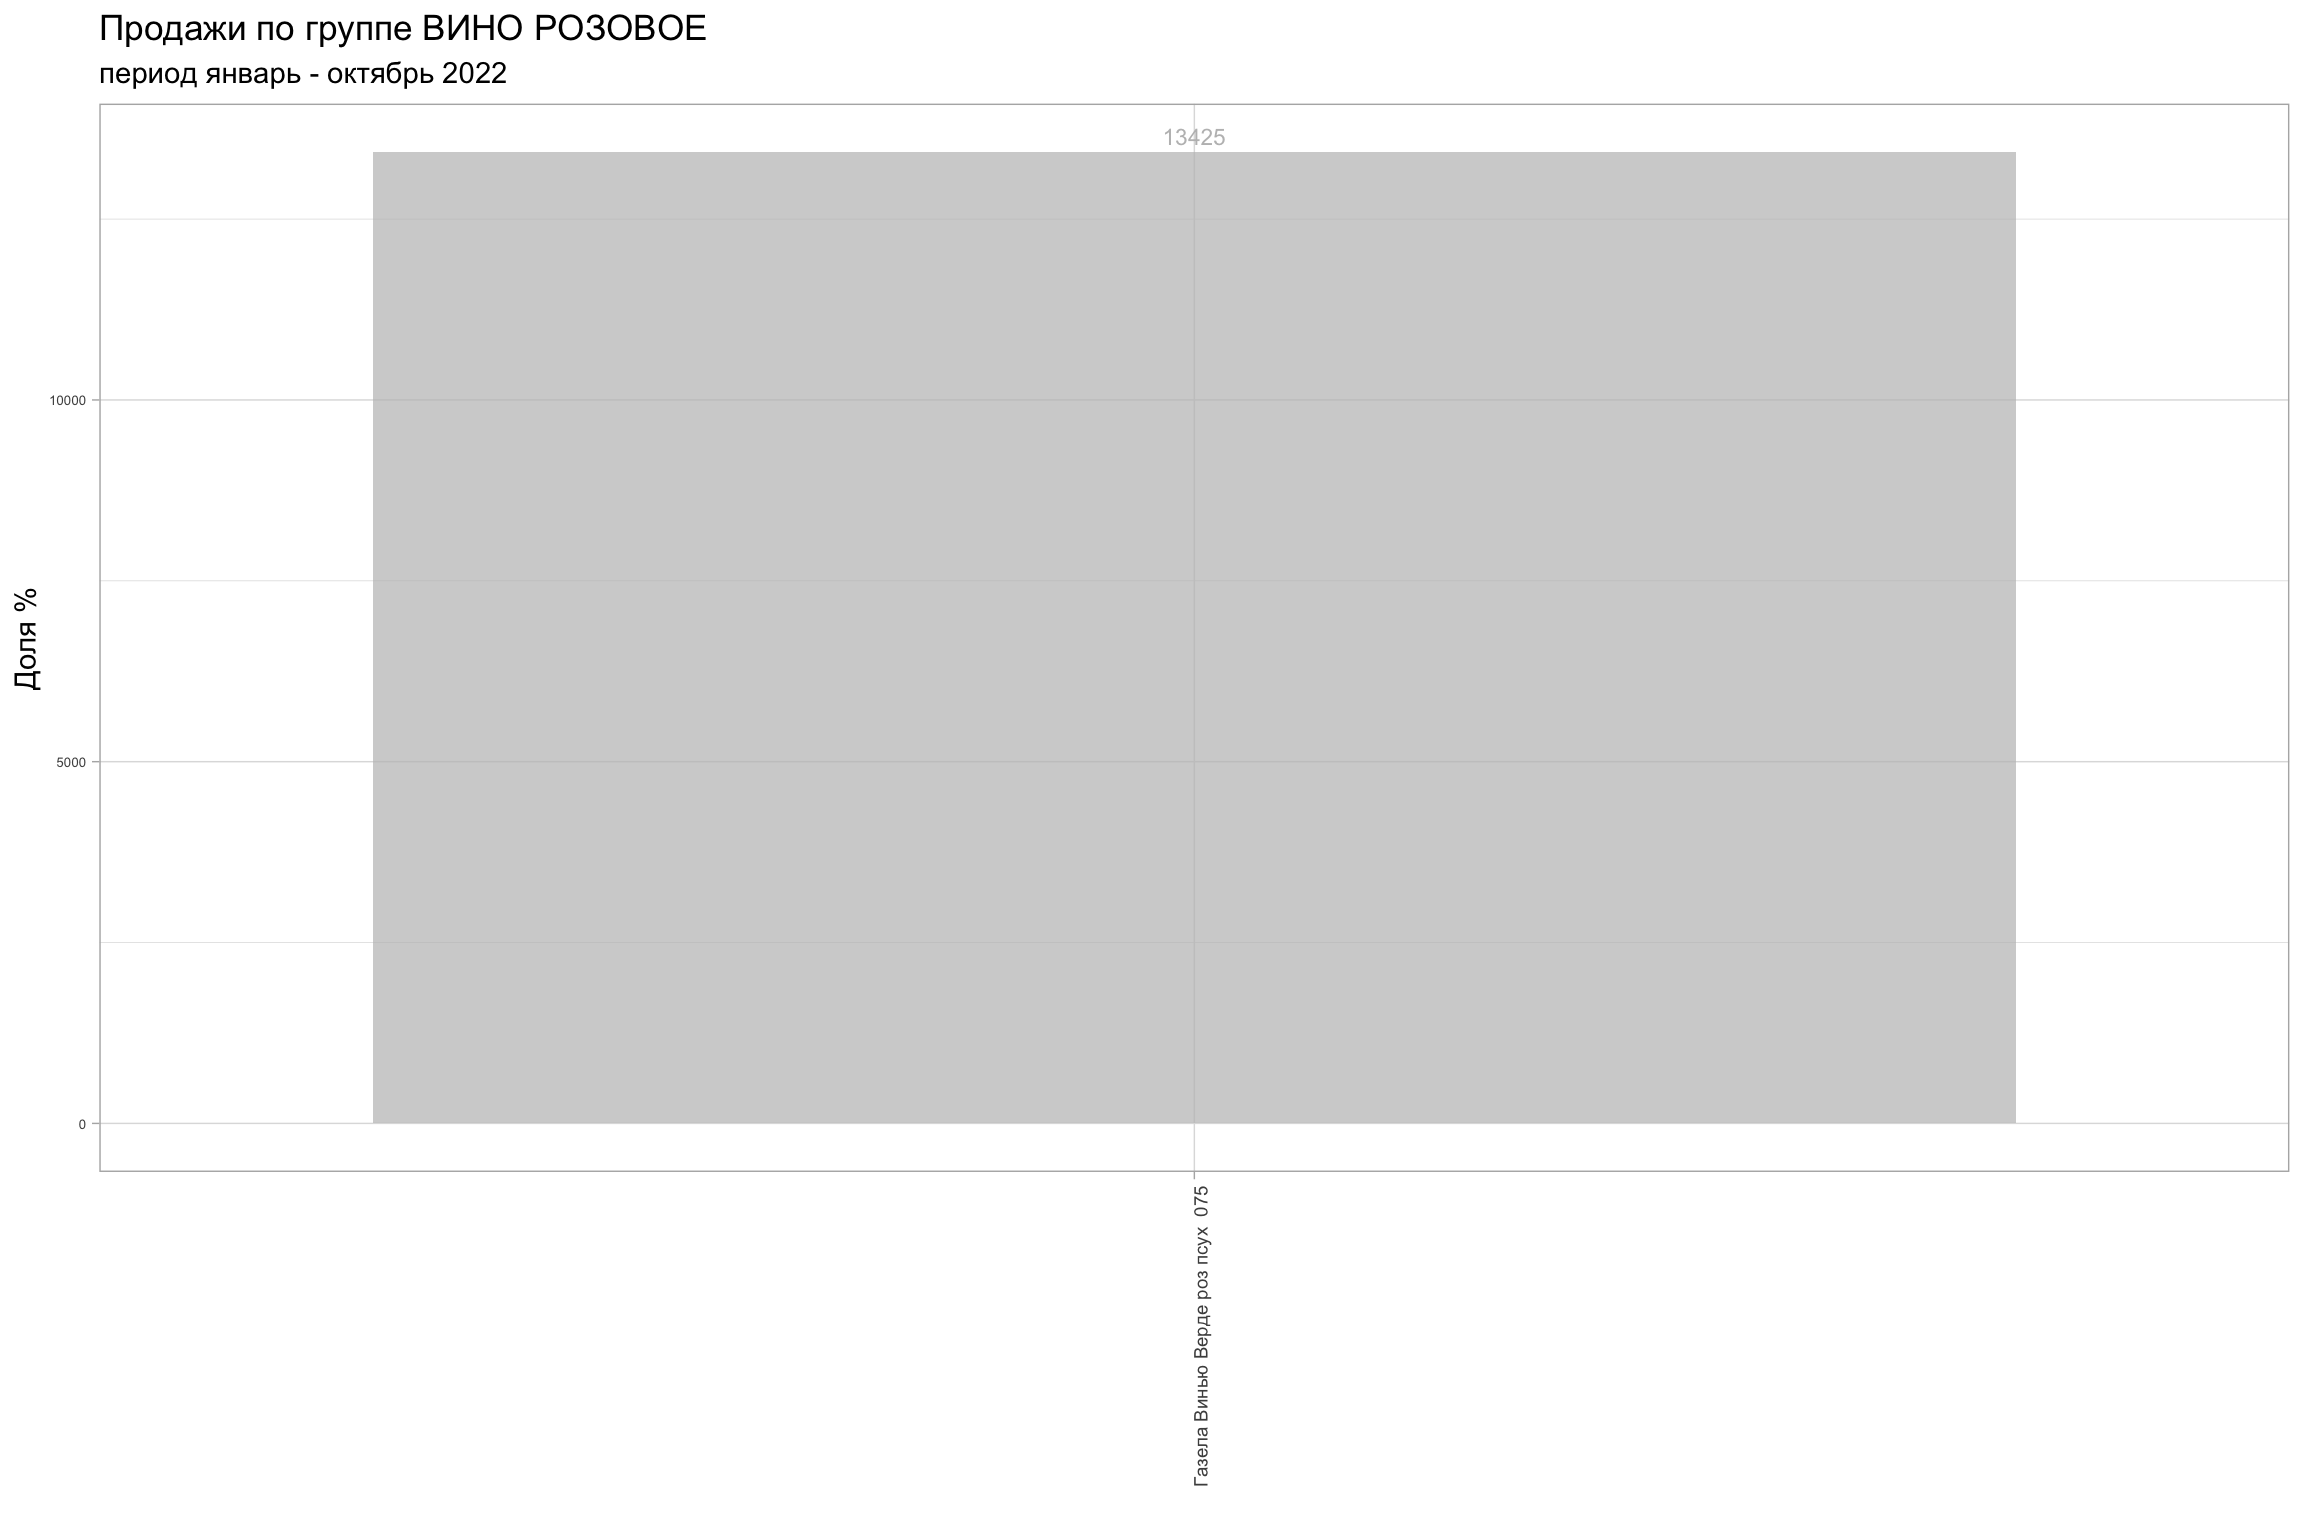 Продажи по группе ВИНО РОЗОВОЕ
период январь - октябрь 2022
13425
10000
5000
0
Доля %
Газела Винью Верде роз псух  075